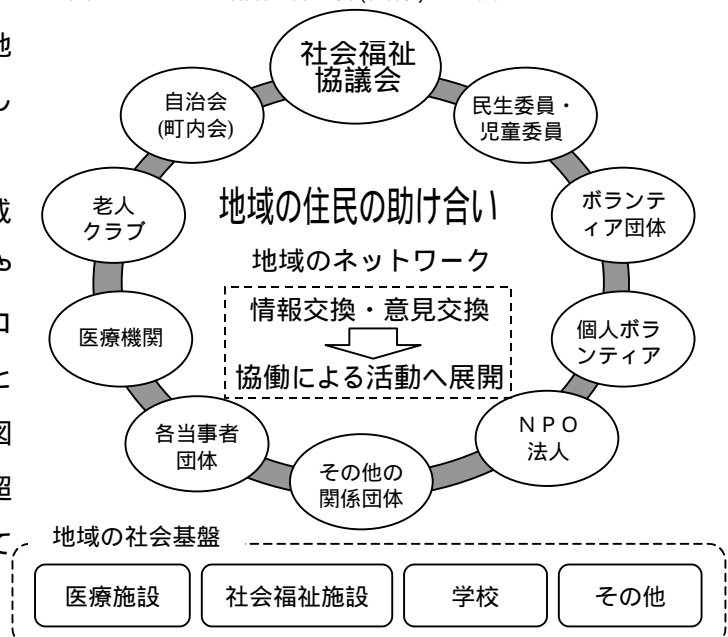 社会福祉
協議会
自治会
(町内会)
民生委員・
児童委員
老人
クラブ
地域の住民の助け合い
ボランテ
ィア団体
地域のネットワーク
情報交換・意見交換
医療機関
個人ボラ
ンティア
協働による活動へ展開
各当事者
団体
NPO
法人
その他の
関係団体
地域の社会基盤
医療施設
社会福祉施設
学校
その他